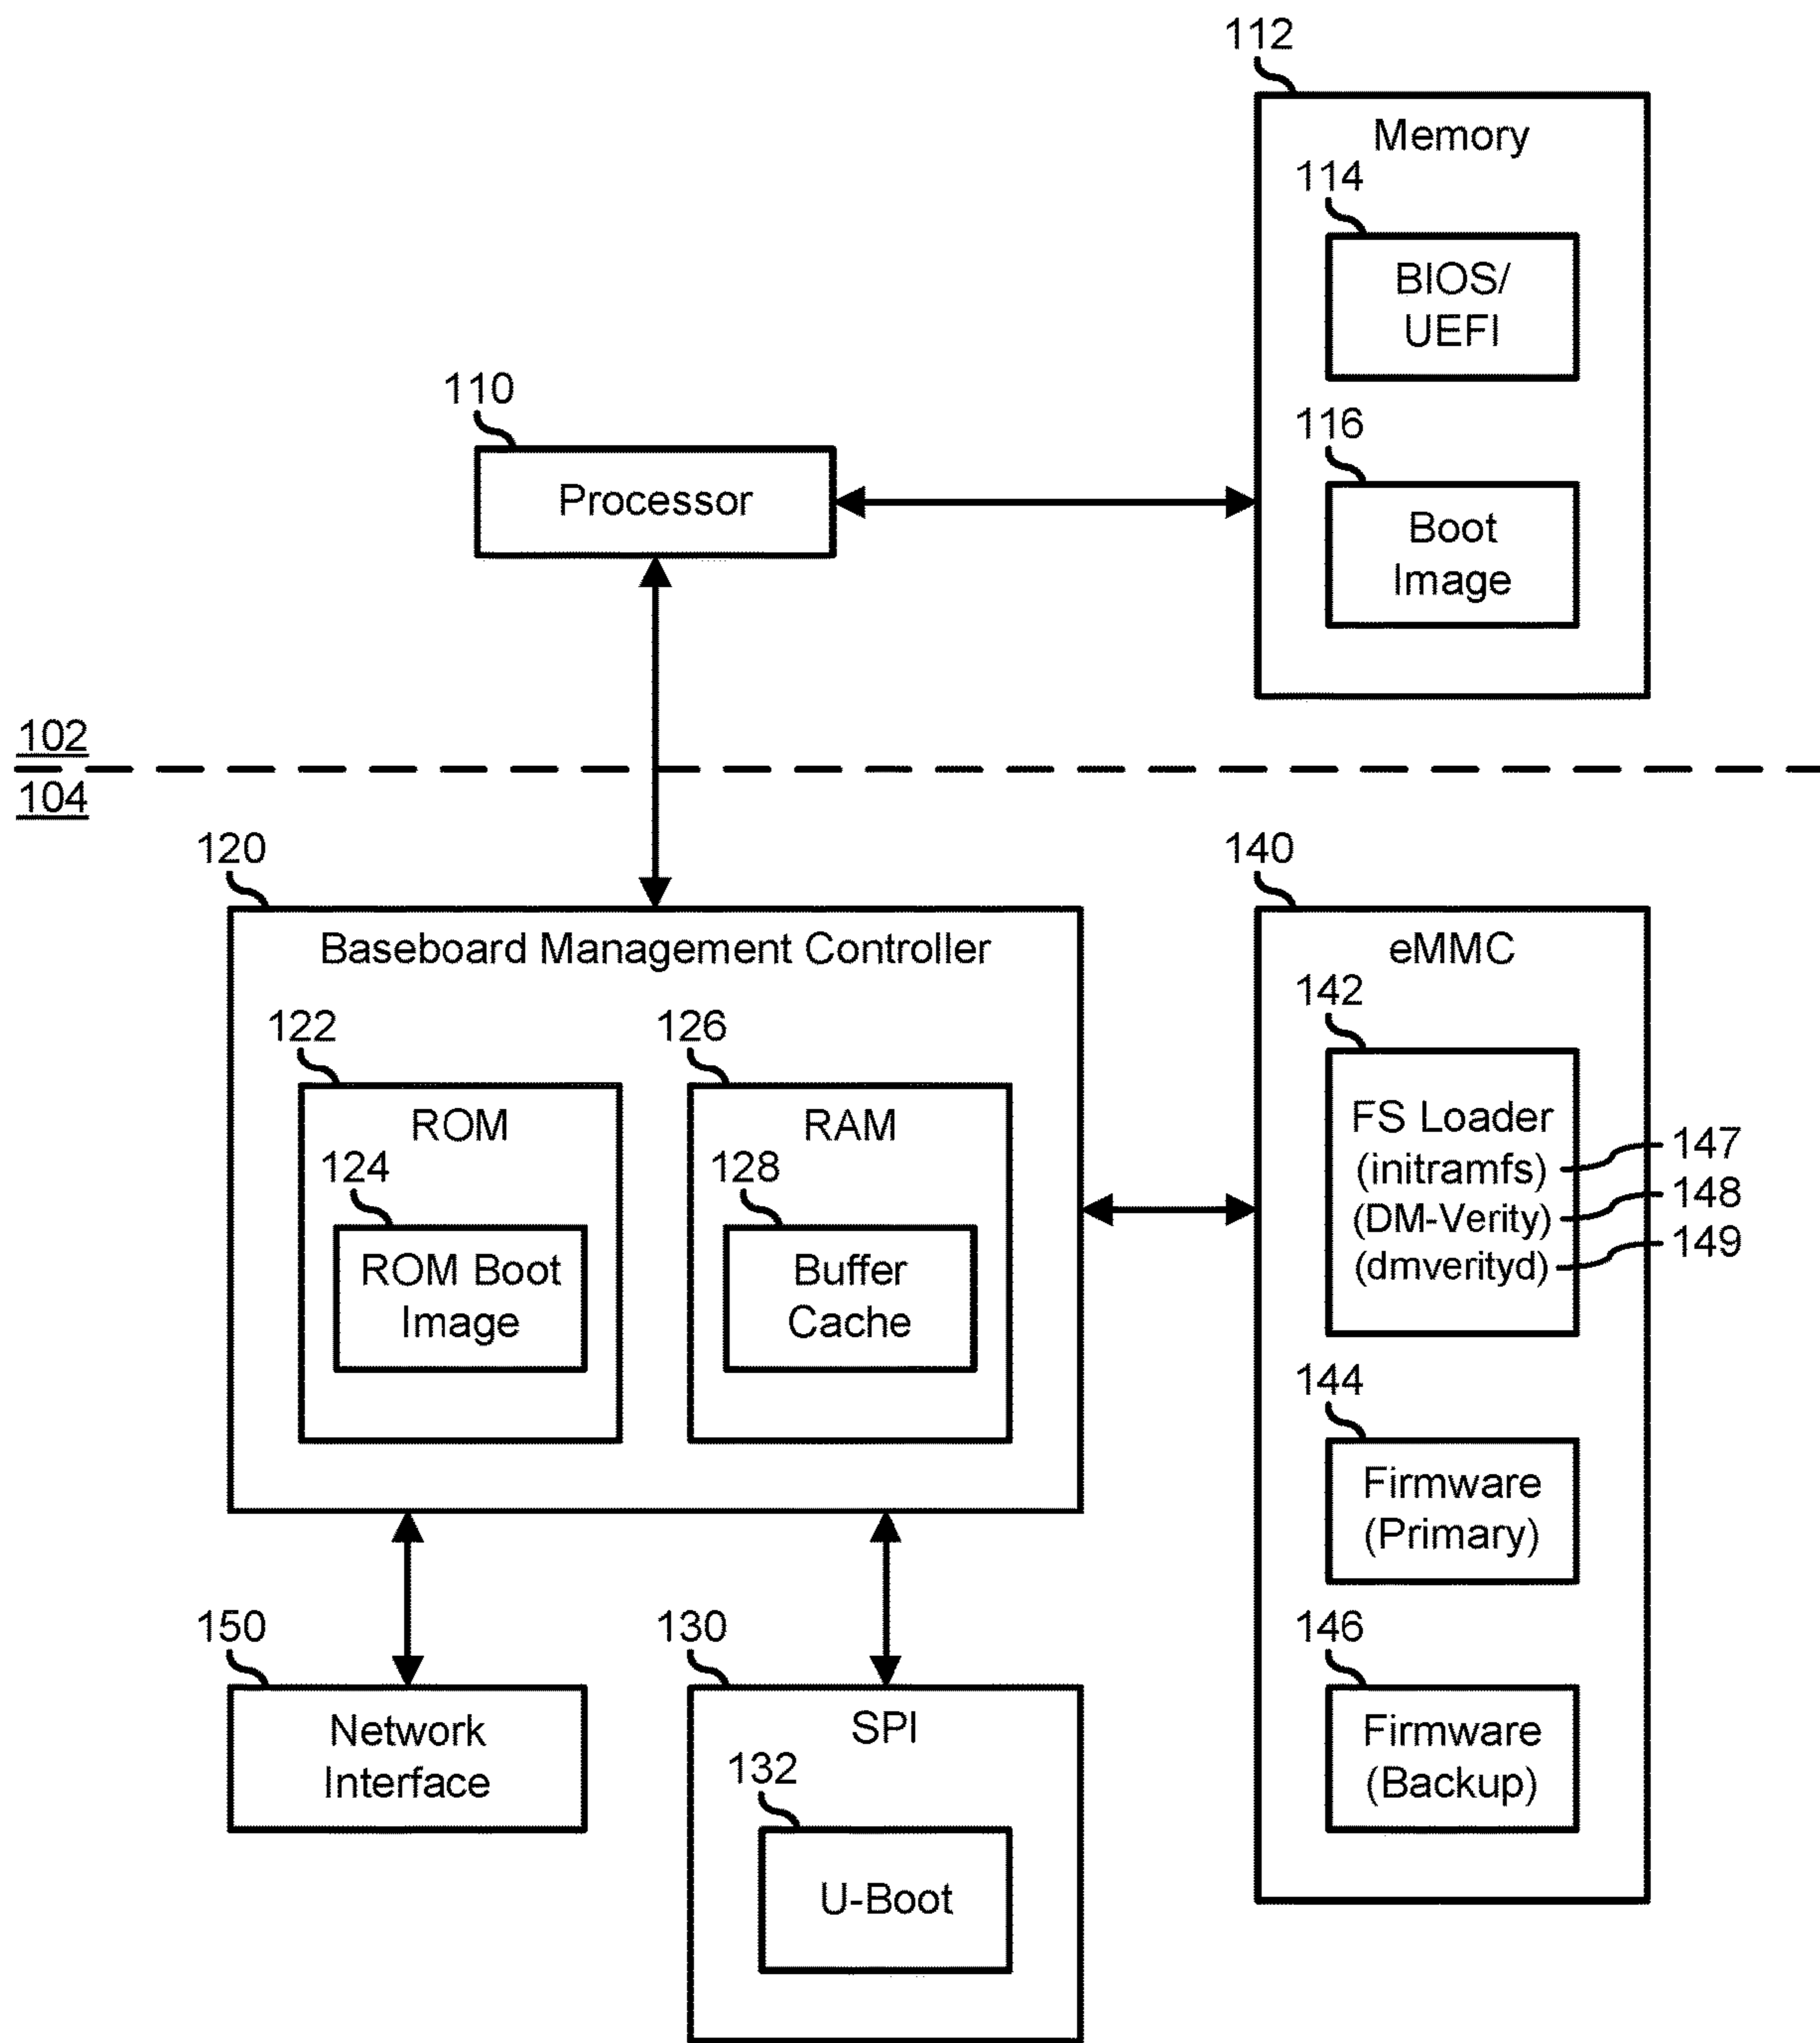 112
Memory
114
BIOS/
UEFI
110
116
Processor
Boot
Image
102
104
120
Baseboard Management Controller
122
ROM
124
ROM Boot
Image
126
RAM
128
Buffer
Cache
140
eMMC
142
FS Loader
(initramfs) 147
(DM-Verity) 148
(dmverityd) 149
144
Firmware
(Primary)
146
Firmware
(Backup)
150
Network
Interface
130
SPI
132
U-Boot